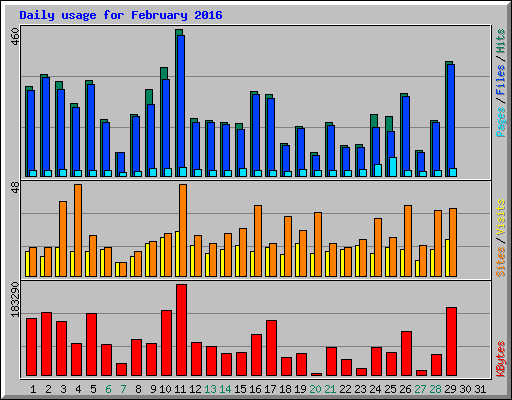 Daily usage for February 2016
460
Pages / Files / Hits
48
Sites / Visits
183290
KBytes
1 2 3 4 5 6 7 8 9 10 11 12 13 14 15 16 17 18 19 20 21 22 23 24 25 26 27 28 29 30 31